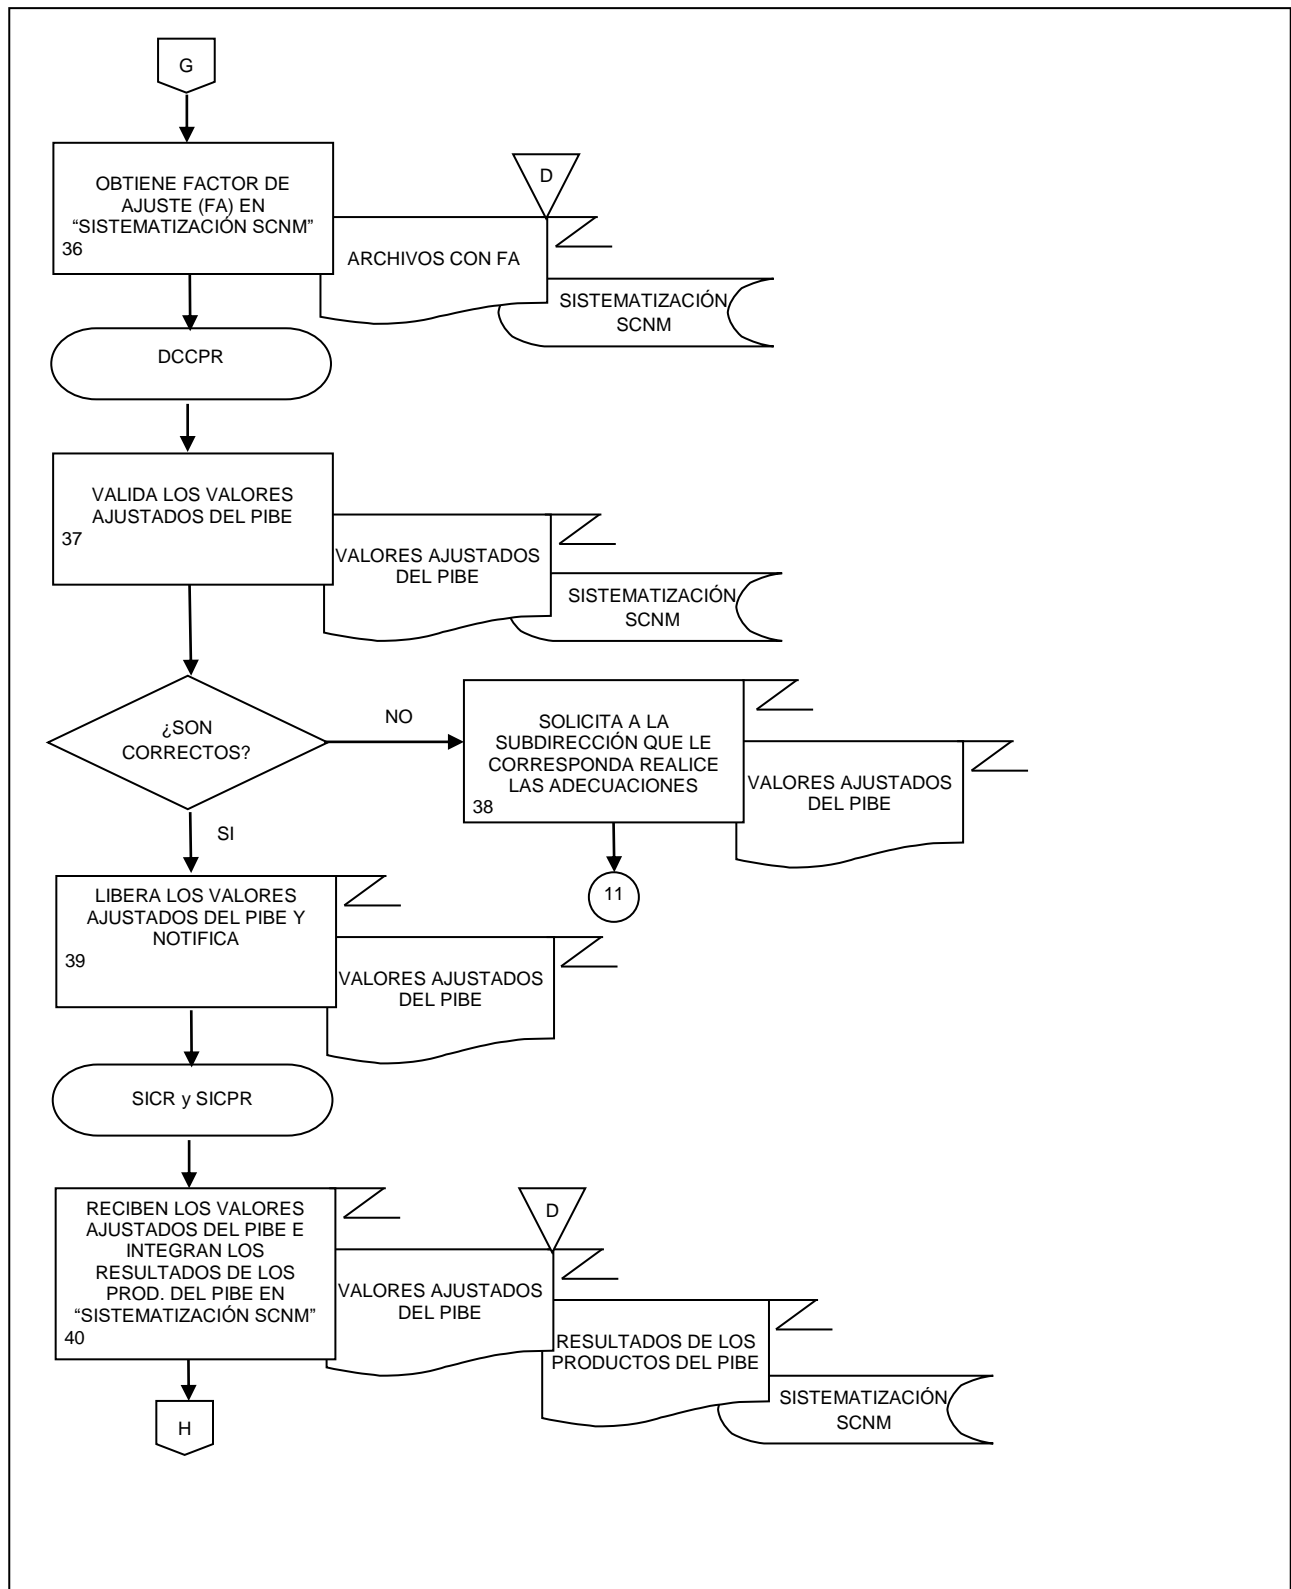 G
OBTIENE FACTOR DE
AJUSTE (FA) EN
“SISTEMATIZACIÓN SCNM”
36
D
ARCHIVOS CON FA
SISTEMATIZACIÓN
SCNM
DCCPR
VALIDA LOS VALORES
AJUSTADOS DEL PIBE
37
VALORES AJUSTADOS
DEL PIBE
SISTEMATIZACIÓN
SCNM
¿SON
CORRECTOS?
NO
SOLICITA A LA
SUBDIRECCIÓN QUE LE
CORRESPONDA REALICE
LAS ADECUACIONES
38
VALORES AJUSTADOS
DEL PIBE
11
SI
LIBERA LOS VALORES
AJUSTADOS DEL PIBE Y
NOTIFICA
39
VALORES AJUSTADOS
DEL PIBE
SICR y SICPR
RECIBEN LOS VALORES
AJUSTADOS DEL PIBE E
INTEGRAN LOS
RESULTADOS DE LOS
PROD. DEL PIBE EN
“SISTEMATIZACIÓN SCNM”
40
D
VALORES AJUSTADOS
DEL PIBE
RESULTADOS DE LOS
PRODUCTOS DEL PIBE
SISTEMATIZACIÓN
SCNM
H